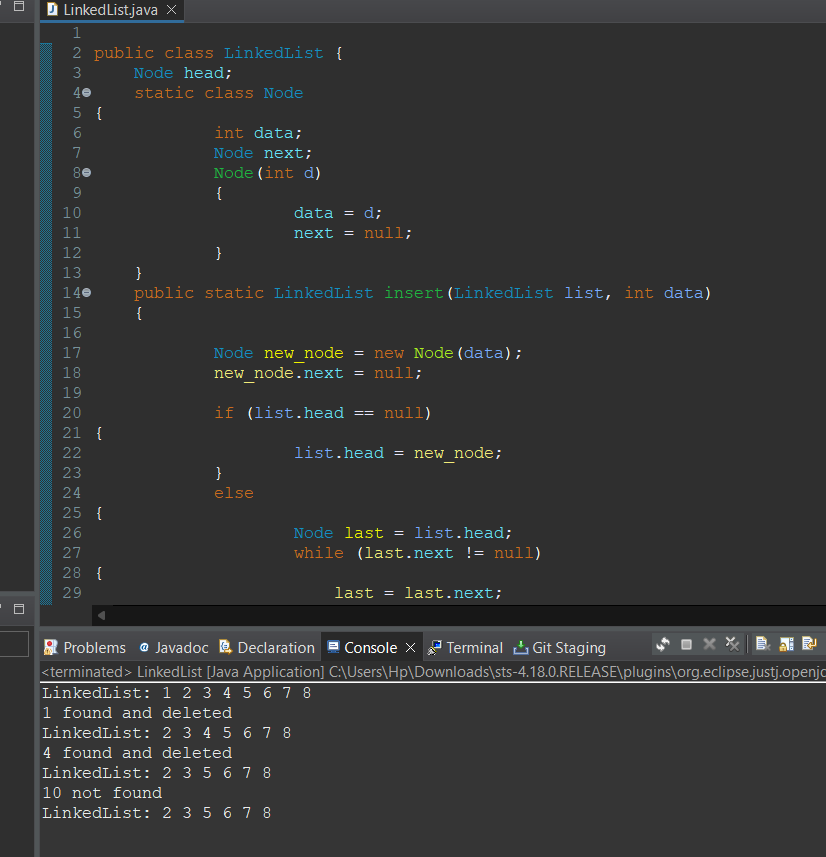 LinkedList.java
1
2 public class LinkedList {
3 Node head;
4 static class Node
5 {
6 int data;
7 Node next;
8 Node(int d)
9 {
10 data = d;
11 next = null;
12 }
13 }
14 public static LinkedList insert(LinkedList list, int data)
15 {
16
17 Node new_node = new Node(data);
18 new_node.next = null;
19
20 if (list.head == null)
21 {
22 list.head = new_node;
23 }
24 else
25 {
26 Node last = list.head;
27 while (last.next != null)
28 {
29 last = last.next;
Problems @ Javadoc Declaration Console Terminal Git Staging
<terminated> LinkedList [Java Application] C:\Users\Hp\Downloads\sts-4.18.0.RELEASE\plugins\org.eclipse.justj.openjd
LinkedList: 1 2 3 4 5 6 7 8
1 found and deleted
LinkedList: 2 3 4 5 6 7 8
4 found and deleted
LinkedList: 2 3 5 6 7 8
10 not found
LinkedList: 2 3 5 6 7 8